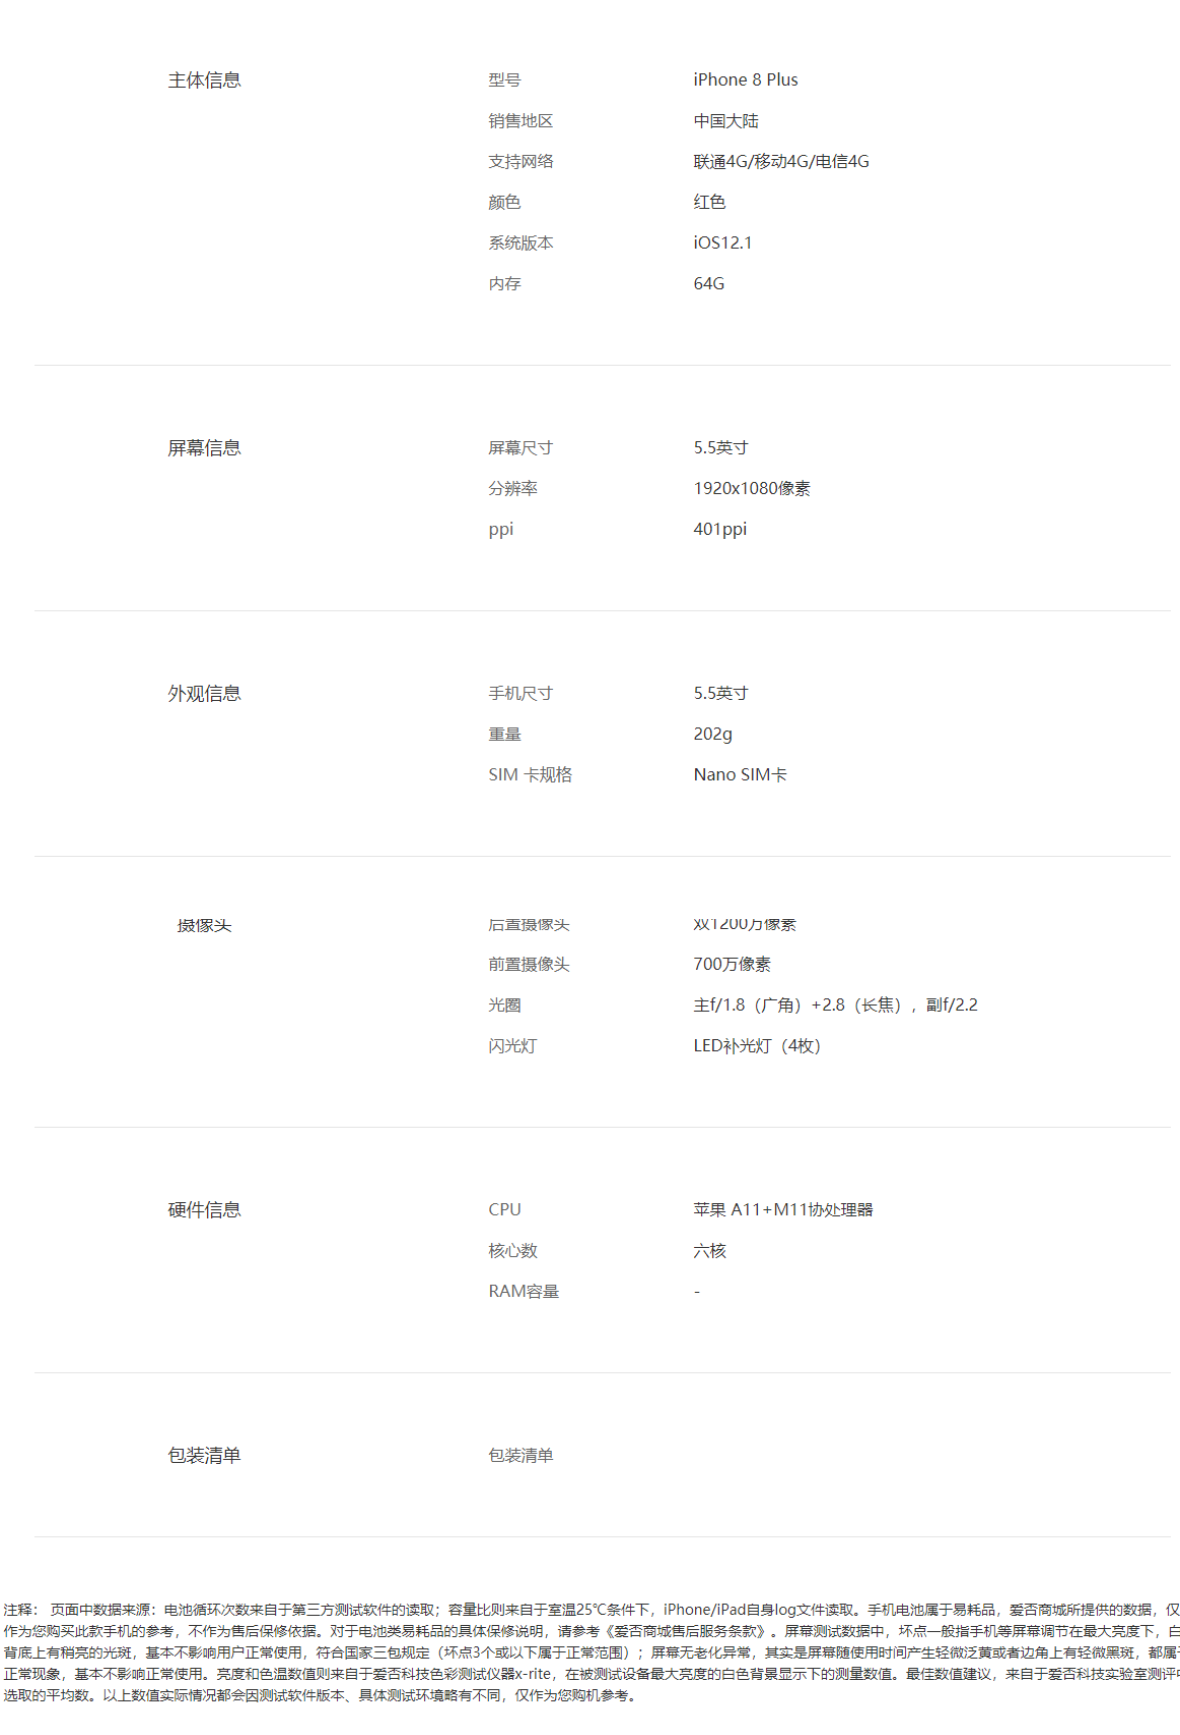 主体信息 型号 iPhone 8 Plus
销售地区 中国大陆
支持网络 联通4G/移动4G/电信4G
颜色 红色
系统版本 iOS12.1
内存 64G
屏幕信息 屏幕尺寸 5.5英寸
分辨率 1920x1080像素
ppi 401ppi
外观信息 手机尺寸 5.5英寸
重量 202g
SIM 卡规格 Nano SIM卡
摄像头 后置摄像头 双1200万像素
前置摄像头 700万像素
光圈 主f/1.8（广角）+2.8（长焦），副f/2.2
闪光灯 LED补光灯（4枚）
硬件信息 CPU 苹果 A11+M11协处理器
核心数 六核
RAM容量 -
包装清单 包装清单
注释： 页面中数据来源：电池循环次数来自于第三方测试软件的读取；容量比则来自于室温25℃条件下，iPhone/iPad自身log文件读取。手机电池属于易耗品，爱否商城所提供的数据，仅
作为您购买此款手机的参考，不作为售后保修依据。对于电池类易耗品的具体保修说明，请参考《爱否商城售后服务条款》。屏幕测试数据中，坏点一般指手机等屏幕调节在最大亮度下，白
背底上有稍亮的光斑，基本不影响用户正常使用，符合国家三包规定（坏点3个或以下属于正常范围）；屏幕无老化异常，其实是屏幕随使用时间产生轻微泛黄或者边角上有轻微黑斑，都属于
正常现象，基本不影响正常使用。亮度和色温数值则来自于爱否科技色彩测试仪器x-rite，在被测试设备最大亮度的白色背景显示下的测量数值。最佳数值建议，来自于爱否科技实验室测评中
选取的平均数。以上数值实际情况都会因测试软件版本、具体测试环境略有不同，仅作为您购机参考。